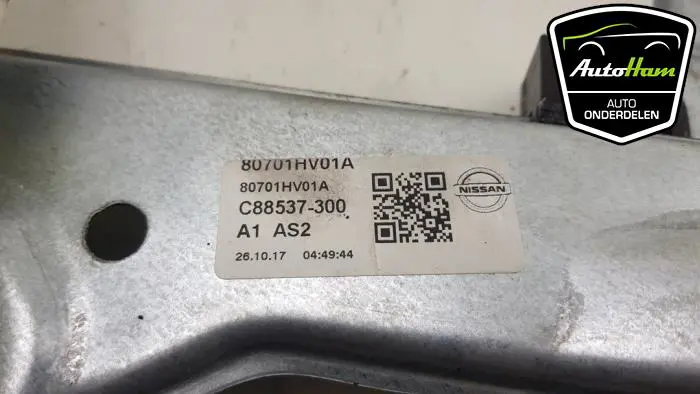 AutoHam
AUTO
ONDERDELEN
80701HV01A
80701HV01A
C88537-300
A1 AS2
26.10.17 04:49:44
NISSAN